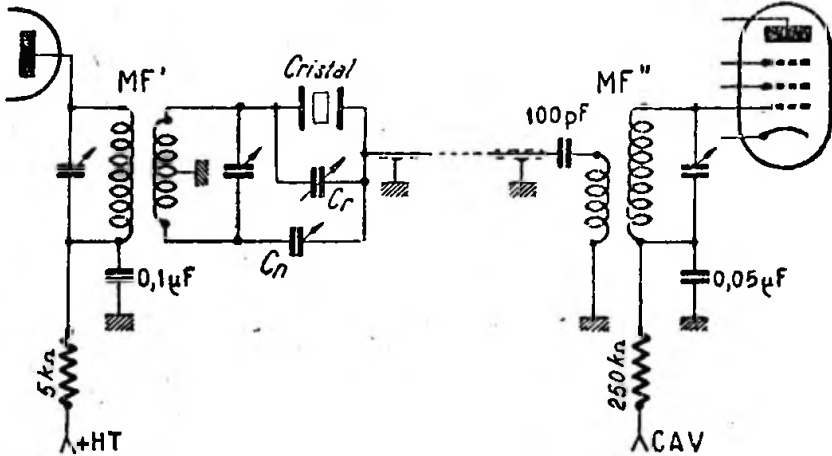 MF'
Cristal
MF"
100pF
Cr
Cn
0,1µF
0,05µF
5kΩ
250kΩ
+HT
CAV